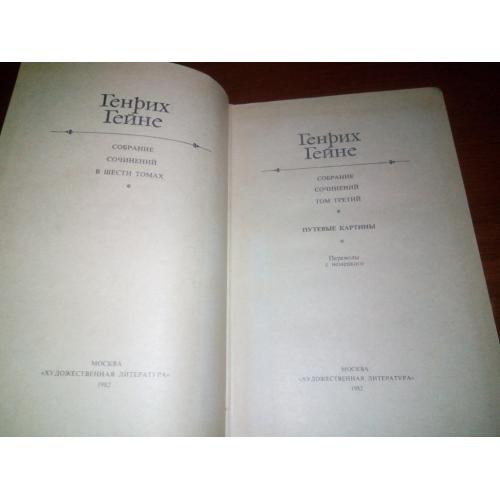 Генрих
Гейне
СОБРАНИЕ
СОЧИНЕНИЙ
В ШЕСТИ ТОМАХ
МОСКВА
«ХУДОЖЕСТВЕННАЯ ЛИТЕРАТУРА»
1982
Генрих
Гейне
СОБРАНИЕ
СОЧИНЕНИЙ
ТОМ ТРЕТИЙ
ПУТЕВЫЕ КАРТИНЫ
Переводы
с немецкого
МОСКВА
«ХУДОЖЕСТВЕННАЯ ЛИТЕРАТУРА»
1982